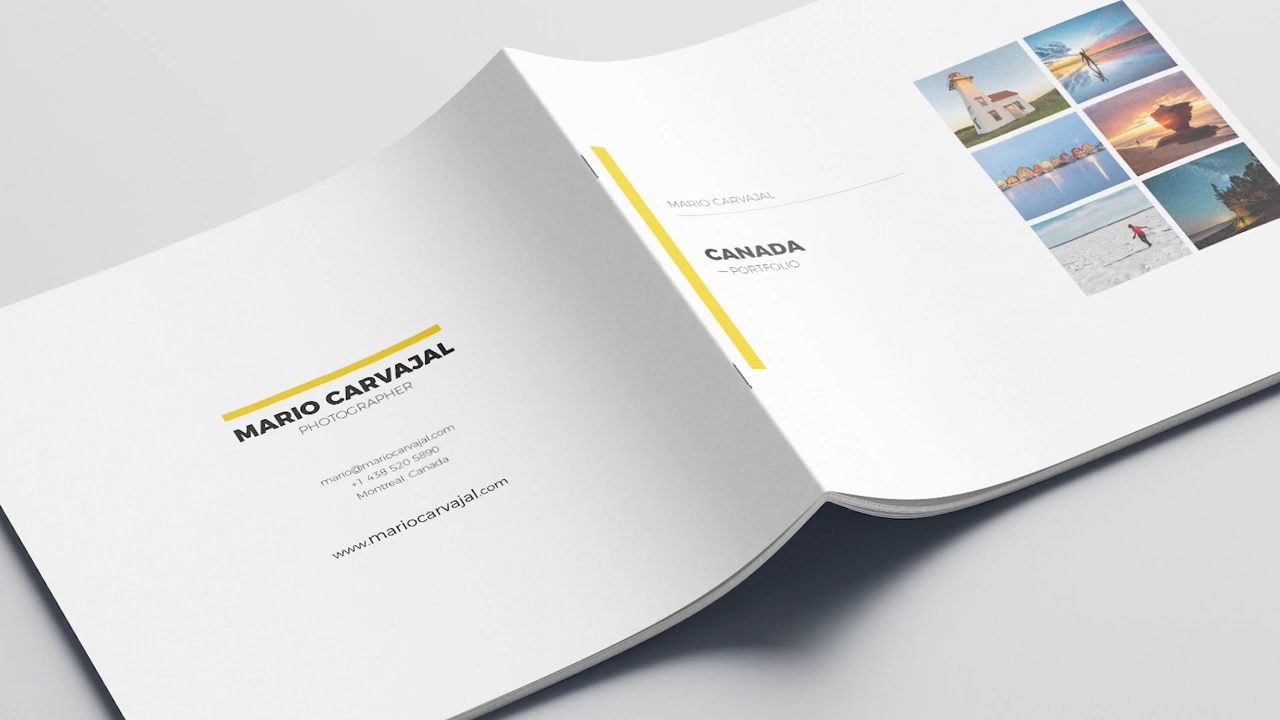 MARIO CARVAJAL
PHOTOGRAPHER
mario@mariocarvajal.com
+1 438 520 5890
Montreal, Canada
www.mariocarvajal.com
MARIO CARVAJAL
CANADA
— PORTFOLIO